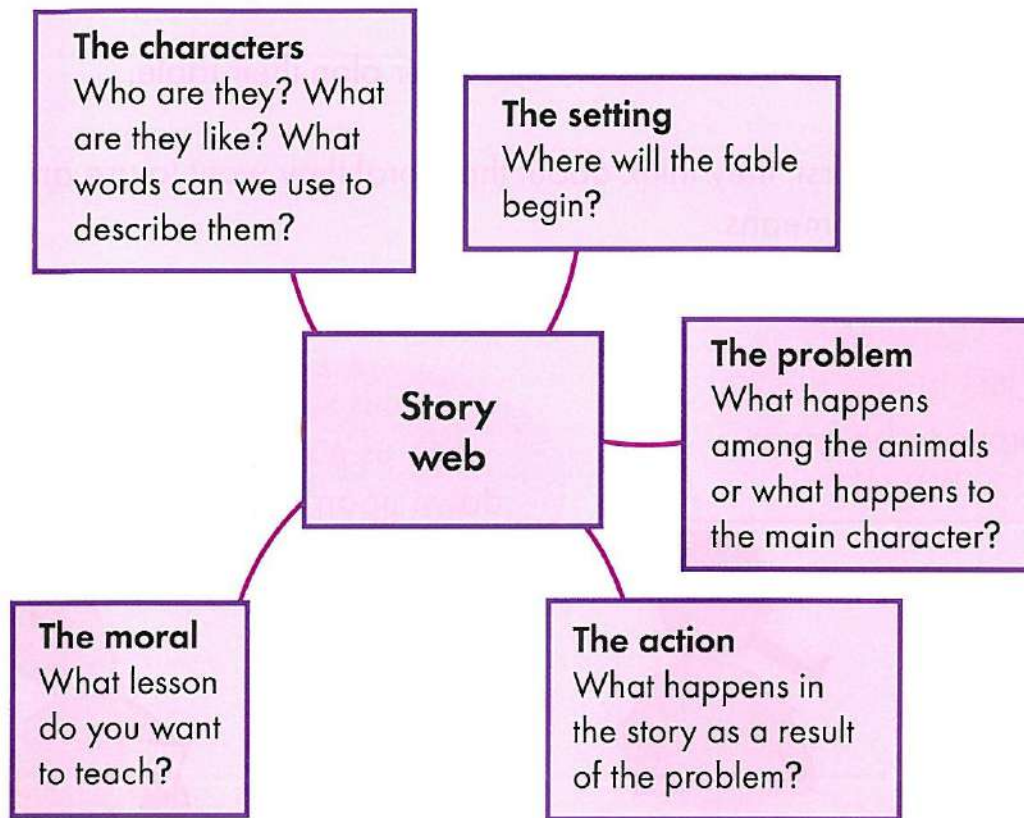 The characters
Who are they? What
are they like? What
words can we use to
describe them?
The setting
Where will the fable
begin?
Story
web
The problem
What happens
among the animals
or what happens to
the main character?
The moral
What lesson
do you want
to teach?
The action
What happens in
the story as a result
of the problem?